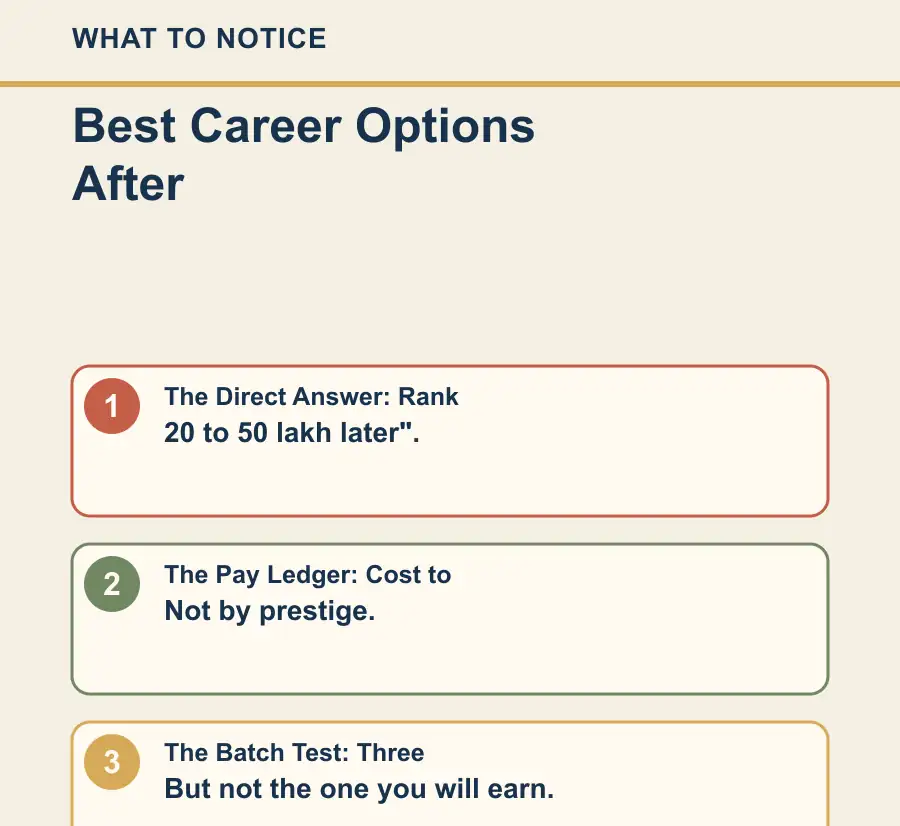 WHAT TO NOTICE
Best Career Options
After
1
The Direct Answer: Rank
20 to 50 lakh later".
2
The Pay Ledger: Cost to
Not by prestige.
3
The Batch Test: Three
But not the one you will earn.